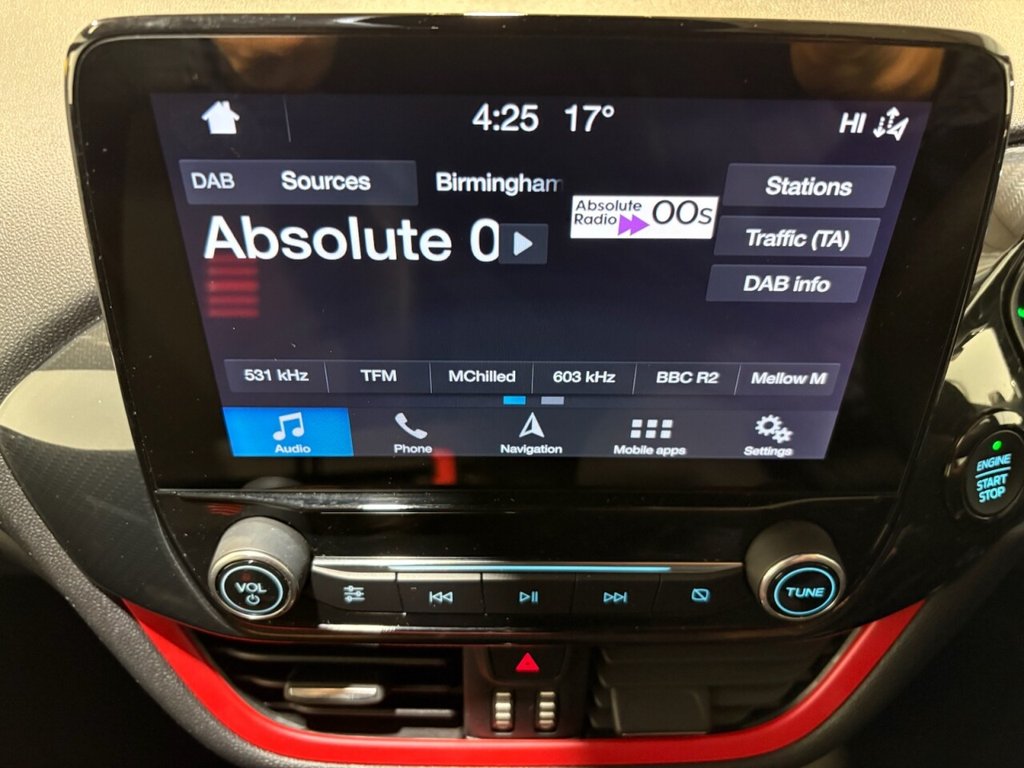 4:25 17° HI
DAB Sources Birmingham Stations
Absolute 0
Absolute
Radio 00s
Traffic (TA)
DAB info
531 kHz TFM MChilled 603 kHz BBC R2 Mellow M
Audio Phone Navigation Mobile apps Settings
ENGINE
START
STOP
VOL
TUNE